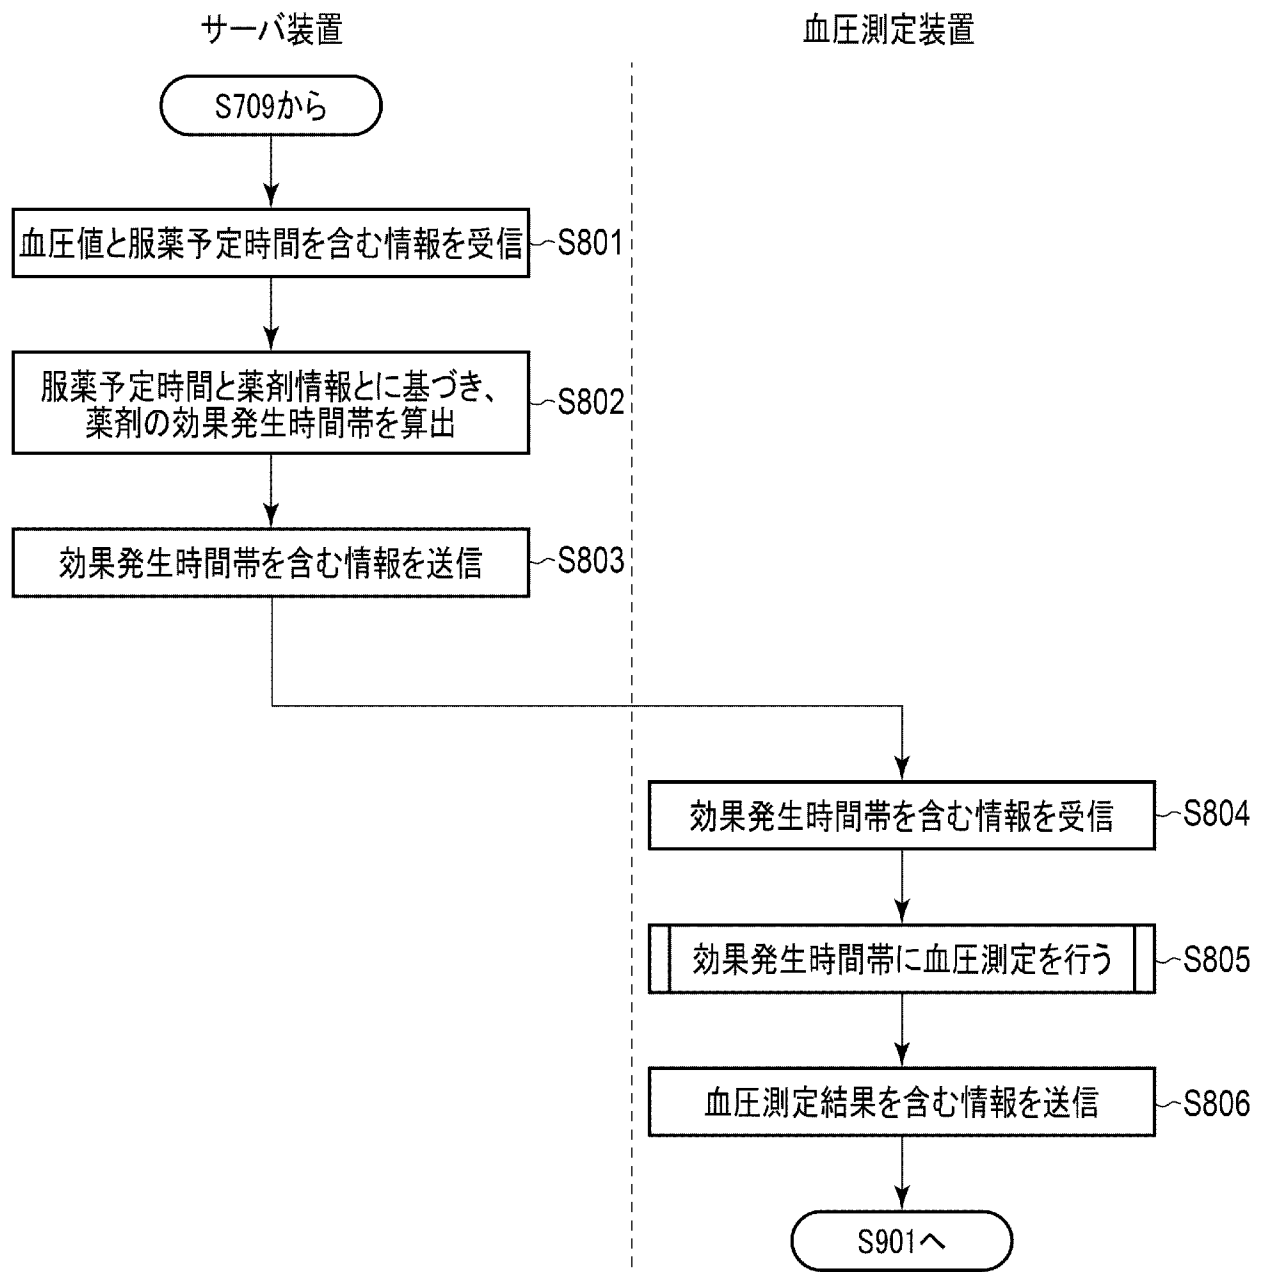 サーバ装置
血圧測定装置
S709から
血圧値と服薬予定時間を含む情報を受信
S801
服薬予定時間と薬剤情報とに基づき、
薬剤の効果発生時間帯を算出
S802
効果発生時間帯を含む情報を送信
S803
効果発生時間帯を含む情報を受信
S804
効果発生時間帯に血圧測定を行う
S805
血圧測定結果を含む情報を送信
S806
S901へ